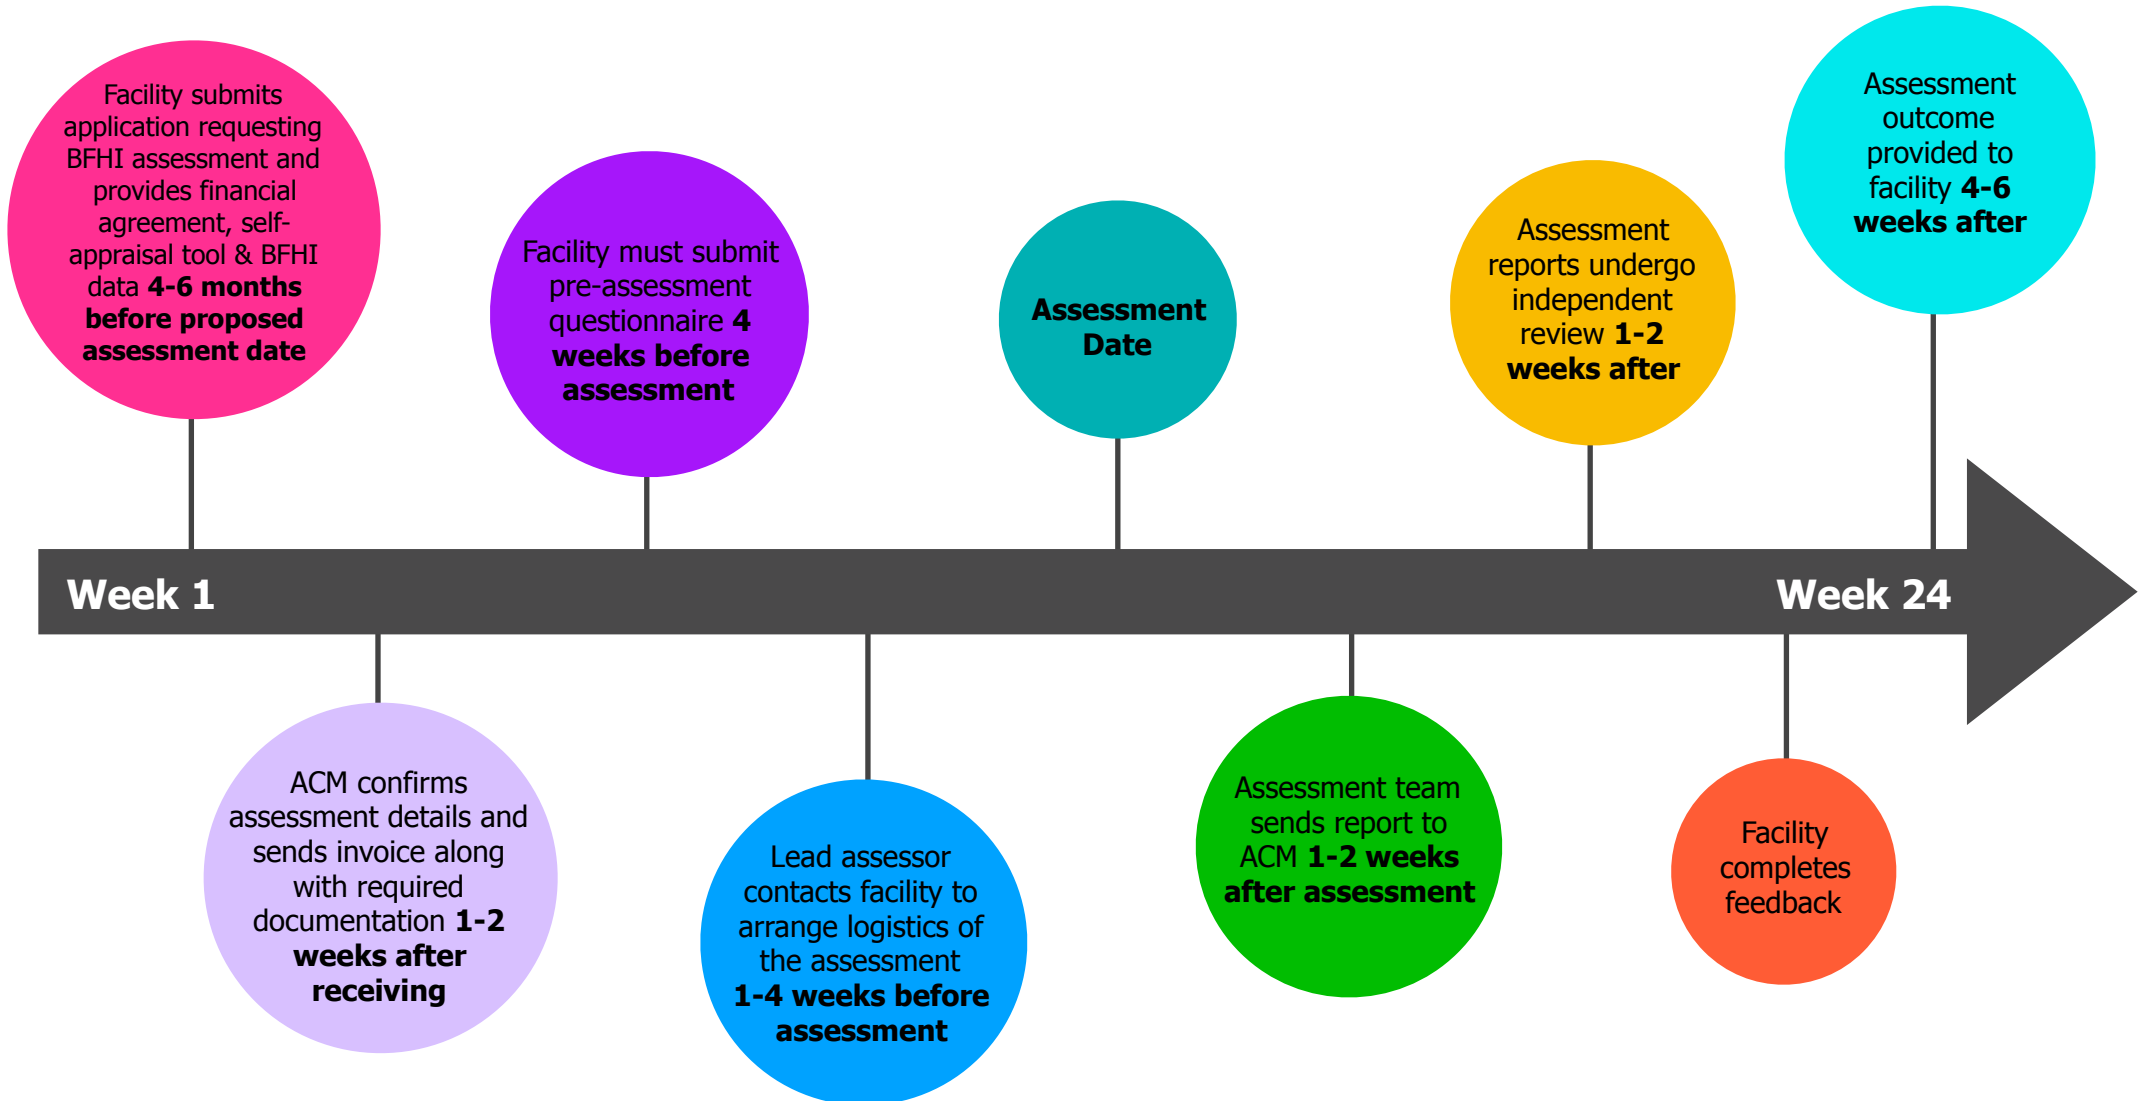 Facility submits
application requesting
BFHI assessment and
provides financial
agreement, self-
appraisal tool & BFHI
data 4-6 months
before proposed
assessment date
Facility must submit
pre-assessment
questionnaire 4
weeks before
assessment
Assessment
Date
Assessment
reports undergo
independent
review 1-2
weeks after
Assessment
outcome
provided to
facility 4-6
weeks after
Week 1
Week 24
ACM confirms
assessment details and
sends invoice along
with required
documentation 1-2
weeks after
receiving
Lead assessor
contacts facility to
arrange logistics of
the assessment
1-4 weeks before
assessment
Assessment team
sends report to
ACM 1-2 weeks
after assessment
Facility
completes
feedback